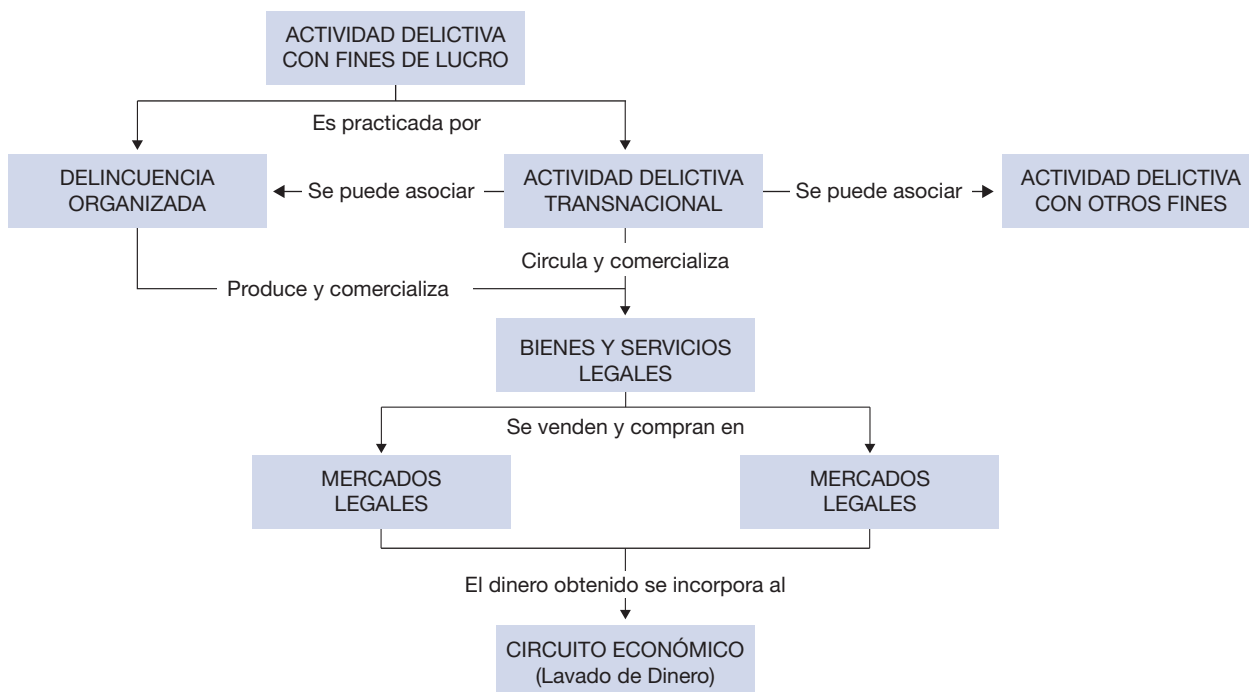 ACTIVIDAD DELICTIVA
CON FINES DE LUCRO
Es practicada por
DELINCUENCIA
ORGANIZADA
Se puede asociar
ACTIVIDAD DELICTIVA
TRANSNACIONAL
Se puede asociar
ACTIVIDAD DELICTIVA
CON OTROS FINES
Circula y comercializa
Produce y comercializa
BIENES Y SERVICIOS
LEGALES
Se venden y compran en
MERCADOS
LEGALES
MERCADOS
LEGALES
El dinero obtenido se incorpora al
CIRCUITO ECONÓMICO
(Lavado de Dinero)